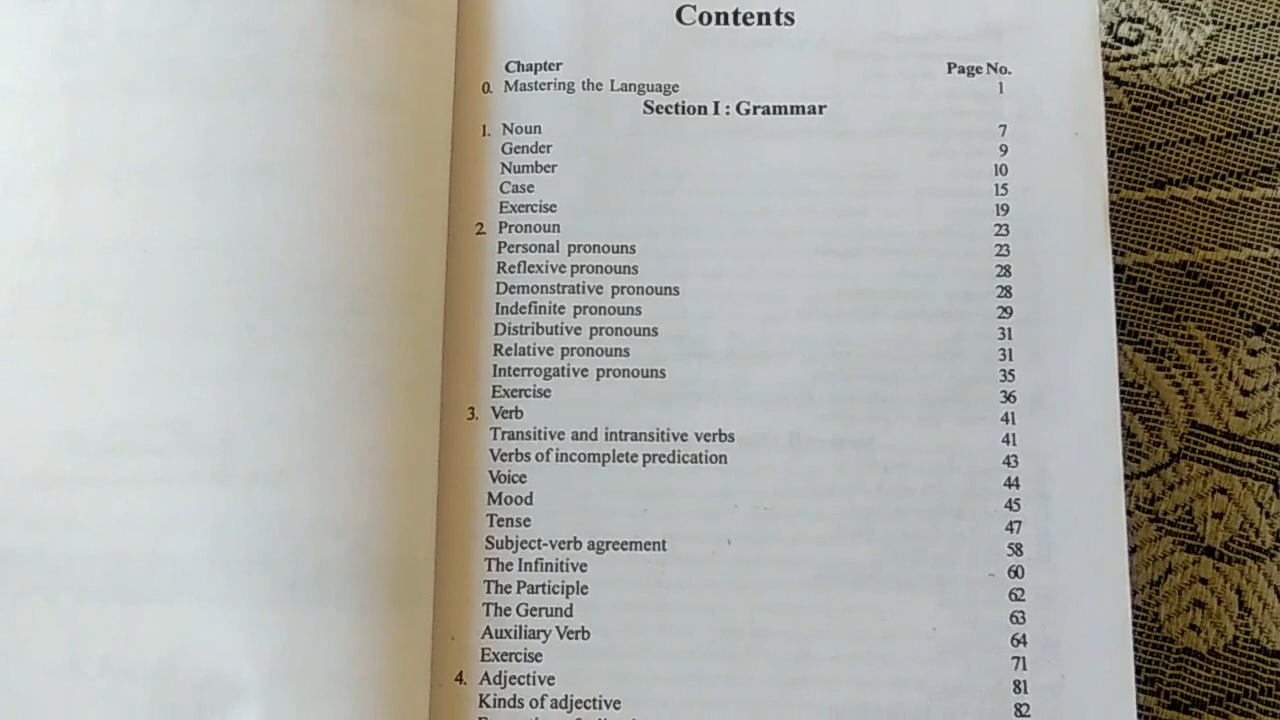 Contents
Chapter Page No.
0. Mastering the Language 1
Section I : Grammar
1. Noun 7
Gender 9
Number 10
Case 15
Exercise 19
2. Pronoun 23
Personal pronouns 23
Reflexive pronouns 28
Demonstrative pronouns 28
Indefinite pronouns 29
Distributive pronouns 31
Relative pronouns 31
Interrogative pronouns 35
Exercise 36
3. Verb 41
Transitive and intransitive verbs 41
Verbs of incomplete predication 43
Voice 44
Mood 45
Tense 47
Subject-verb agreement 58
The Infinitive 60
The Participle 62
The Gerund 63
Auxiliary Verb 64
Exercise 71
4. Adjective 81
Kinds of adjective 82